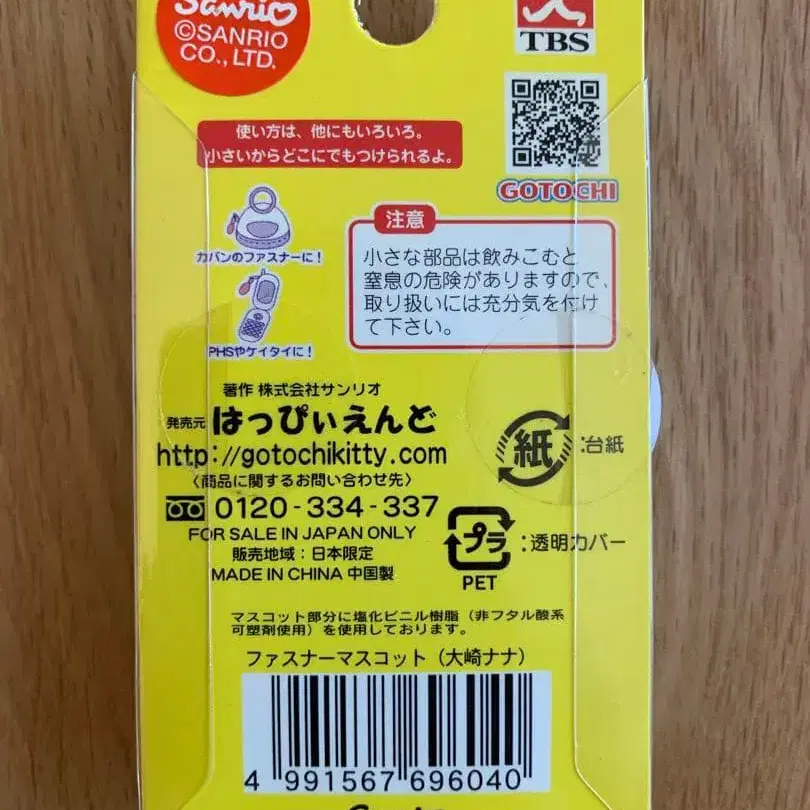 Sanrio
©SANRIO
CO., LTD.
TBS
使い方は、他にもいろいろ。
小さいからどこにでもつけられるよ。
GOTOCHI
カバンのファスナーに!
PHSやケイタイに!
注意
小さな部品は飲みこむと
窒息の危険がありますので、
取り扱いには充分気を付け
て下さい。
著作 株式会社サンリオ
発売元 はっぴぃえんど
http://gotochikitty.com
〈商品に関するお問い合わせ先〉
0120-334-337
FOR SALE IN JAPAN ONLY
販売地域:日本限定
MADE IN CHINA 中国製
紙:台紙
プラ:透明カバー
PET
マスコット部分に塩化ビニル樹脂(非フタル酸系
可塑剤使用)を使用しております。
ファスナーマスコット(大崎ナナ)
4 991567 696040